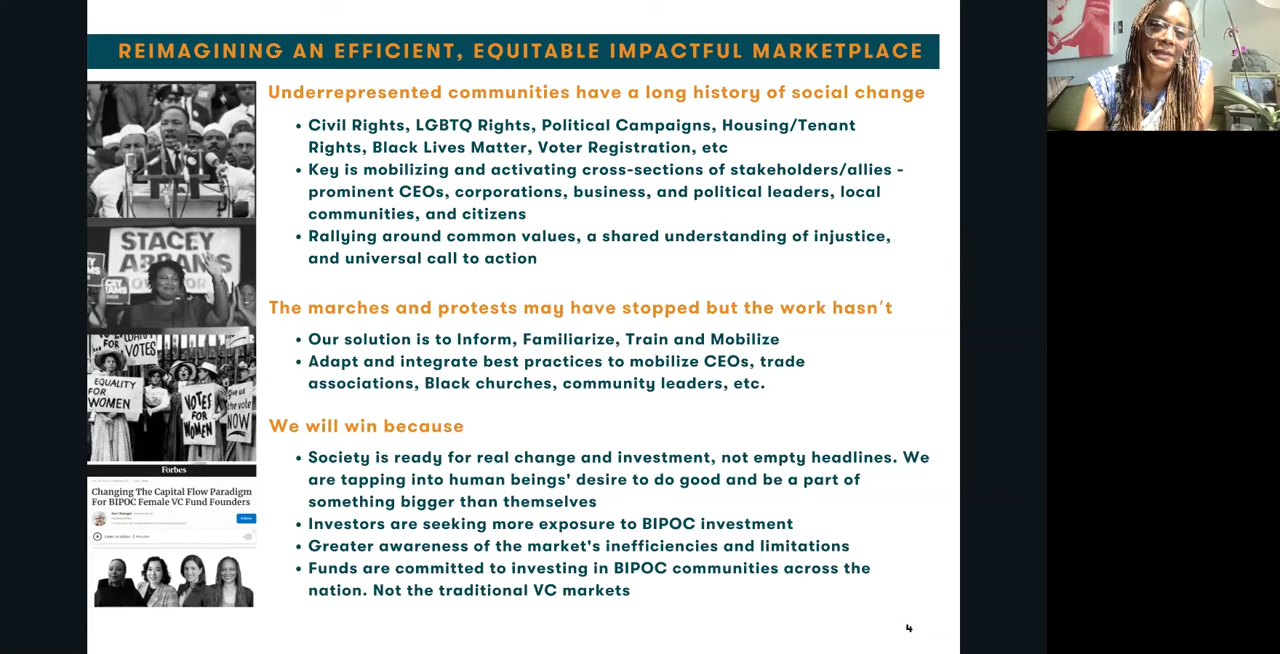 REIMAGINING AN EFFICIENT, EQUITABLE IMPACTFUL MARKETPLACE
Underrepresented communities have a long history of social change
• Civil Rights, LGBTQ Rights, Political Campaigns, Housing/Tenant
Rights, Black Lives Matter, Voter Registration, etc
• Key is mobilizing and activating cross-sections of stakeholders/allies -
prominent CEOs, corporations, business, and political leaders, local
communities, and citizens
• Rallying around common values, a shared understanding of injustice,
and universal call to action
The marches and protests may have stopped but the work hasn't
• Our solution is to Inform, Familiarize, Train and Mobilize
• Adapt and integrate best practices to mobilize CEOs, trade
associations, Black churches, community leaders, etc.
We will win because
• Society is ready for real change and investment, not empty headlines. We
are tapping into human beings' desire to do good and be a part of
something bigger than themselves
• Investors are seeking more exposure to BIPOC investment
• Greater awareness of the market's inefficiencies and limitations
• Funds are committed to investing in BIPOC communities across the
nation. Not the traditional VC markets
4
STACEY
ABRAMS
FOR VOTES
EQUALITY
FOR
WOMEN
VOTES
FOR
WOMEN
Give us
the vote
NOW
Forbes
Changing The Capital Flow Paradigm
For BIPOC Female VC Fund Founders